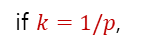 if k = 1/p,